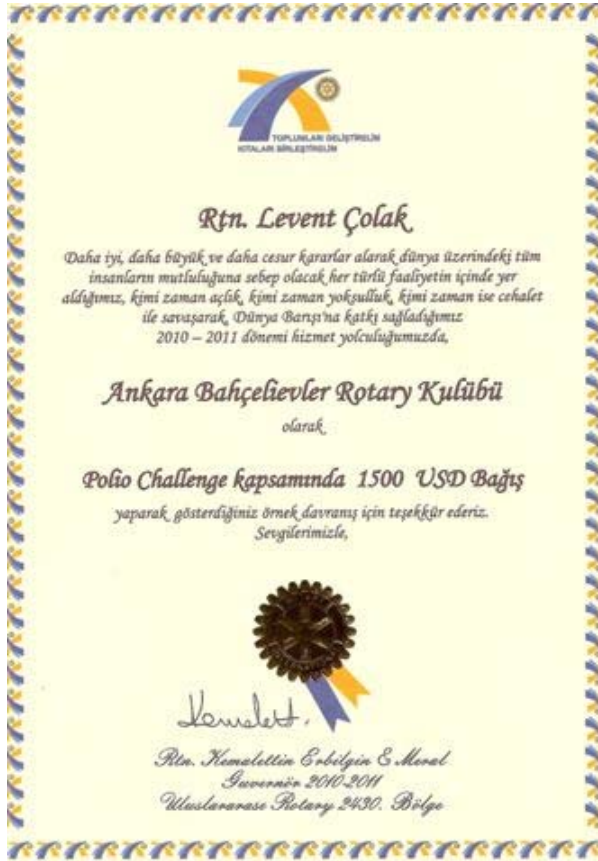 TOPLUMLARI GELİŞTİRELİM
KITALARI BİRLEŞTİRELİM
Rtn. Levent Çolak
Daha iyi, daha büyük ve daha cesur kararlar alarak dünya üzerindeki tüm
insanların mutluluğuna sebep olacak her türlü faaliyetin içinde yer
aldığımız, kimi zaman açlık, kimi zaman yoksulluk, kimi zaman ise cehalet
ile savaşarak, Dünya Barışı'na katkı sağladığımız
2010 – 2011 dönemi hizmet yolculuğumuzda,
Ankara Bahçelievler Rotary Kulübü
olarak
Polio Challenge kapsamında 1500 USD Bağış
yaparak gösterdiğiniz örnek davranış için teşekkür ederiz.
Sevgilerimizle,
Kemalett.
Rtn. Kemalettin Erbilgin & Meral
Guvernör 2010-2011
Uluslararası Rotary 2430. Bölge